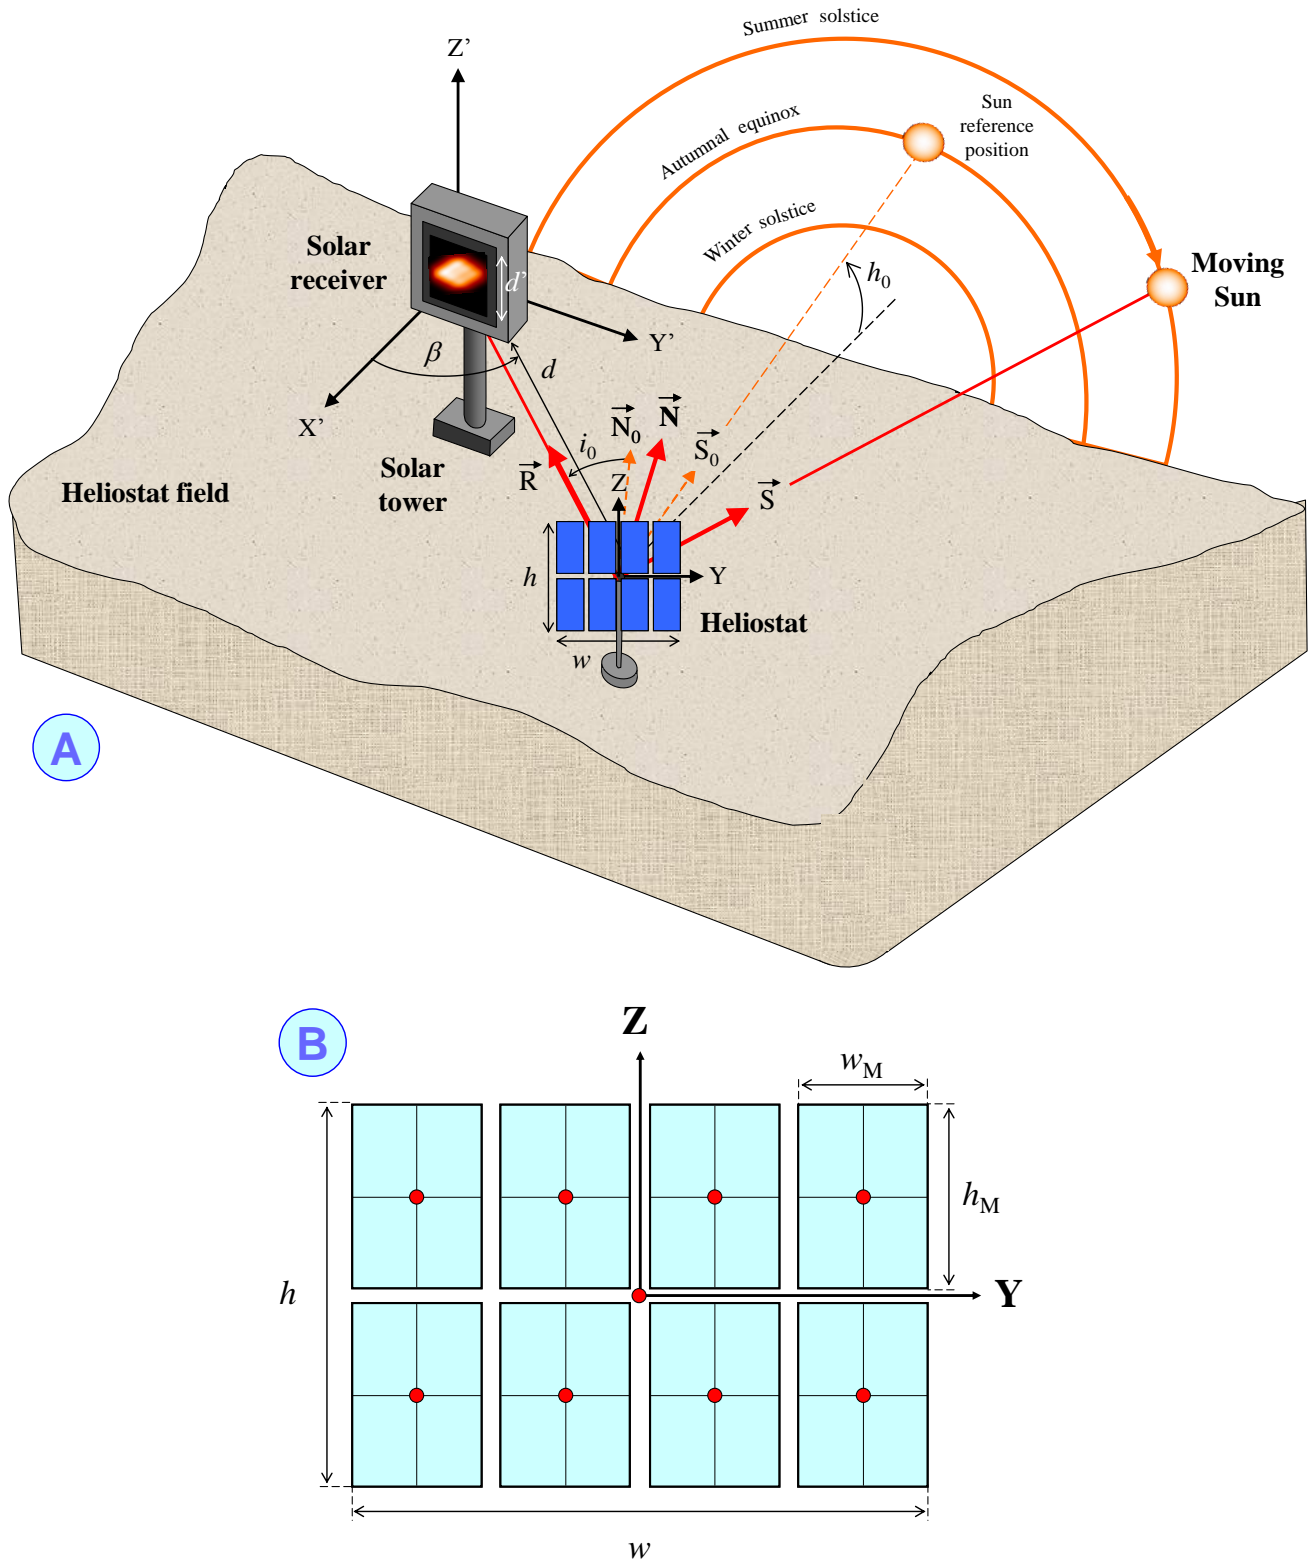 Summer solstice
Z’
Autumnal equinox
Sun
reference
position
Winter solstice
Solar
receiver
d’
h0
Moving
Sun
Y’
β
d
X’
N0
N
S0
i0
R
Z
S
Solar
tower
Heliostat field
h
Y
Heliostat
w
A
B
Z
wM
hM
h
Y
w